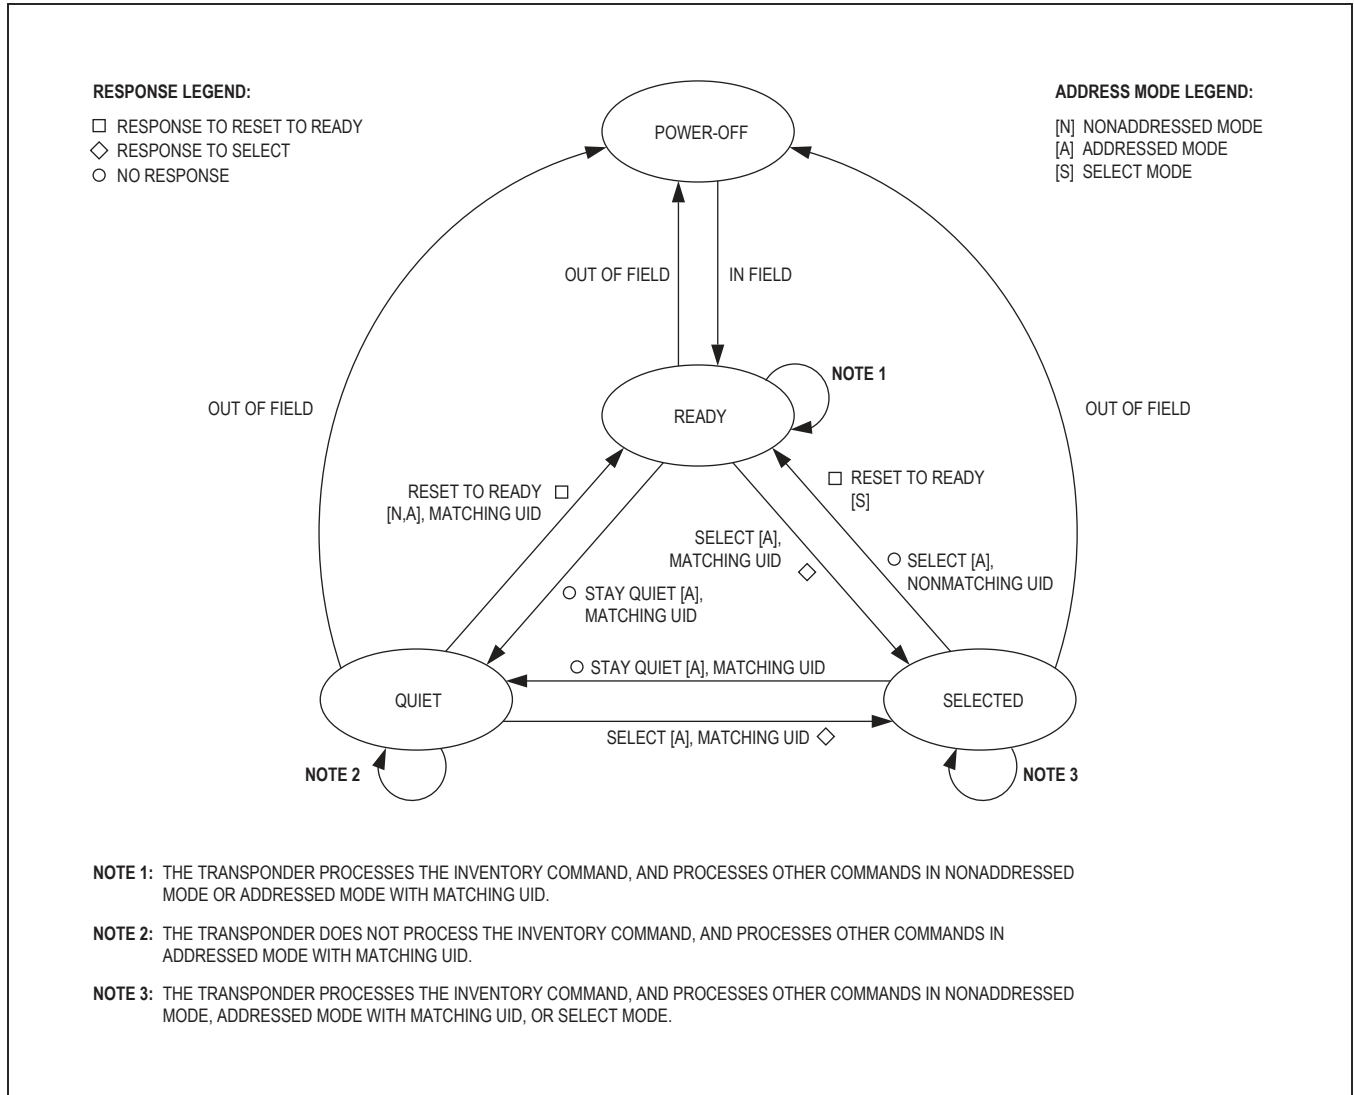 RESPONSE LEGEND:
RESPONSE TO RESET TO READY
RESPONSE TO SELECT
NO RESPONSE
ADDRESS MODE LEGEND:
[N] NONADDRESSED MODE
[A] ADDRESSED MODE
[S] SELECT MODE
POWER-OFF
OUT OF FIELD
IN FIELD
NOTE 1
OUT OF FIELD
OUT OF FIELD
READY
RESET TO READY
[N,A], MATCHING UID
RESET TO READY
[S]
SELECT [A],
MATCHING UID
SELECT [A],
NONMATCHING UID
STAY QUIET [A],
MATCHING UID
STAY QUIET [A], MATCHING UID
QUIET
SELECTED
SELECT [A], MATCHING UID
NOTE 2
NOTE 3
NOTE 1: THE TRANSPONDER PROCESSES THE INVENTORY COMMAND, AND PROCESSES OTHER COMMANDS IN NONADDRESSED
MODE OR ADDRESSED MODE WITH MATCHING UID.
NOTE 2: THE TRANSPONDER DOES NOT PROCESS THE INVENTORY COMMAND, AND PROCESSES OTHER COMMANDS IN
ADDRESSED MODE WITH MATCHING UID.
NOTE 3: THE TRANSPONDER PROCESSES THE INVENTORY COMMAND, AND PROCESSES OTHER COMMANDS IN NONADDRESSED
MODE, ADDRESSED MODE WITH MATCHING UID, OR SELECT MODE.